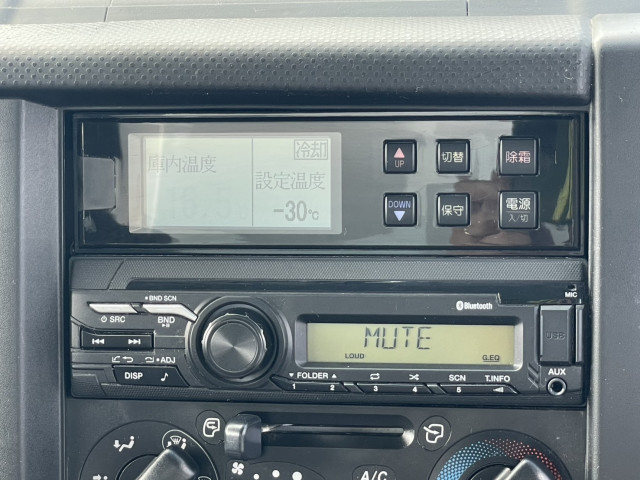 庫内温度
冷却
設定温度
-30℃
UP
切替
除霜
DOWN
保守
電源
入/切
MIC
BND SCN
Bluetooth
SRC
BND
MUTE
LOUD
G.EQ
USB
ADJ
DISP
FOLDER
SCN
T.INFO
AUX
1 2 3 4 5 6
A/C